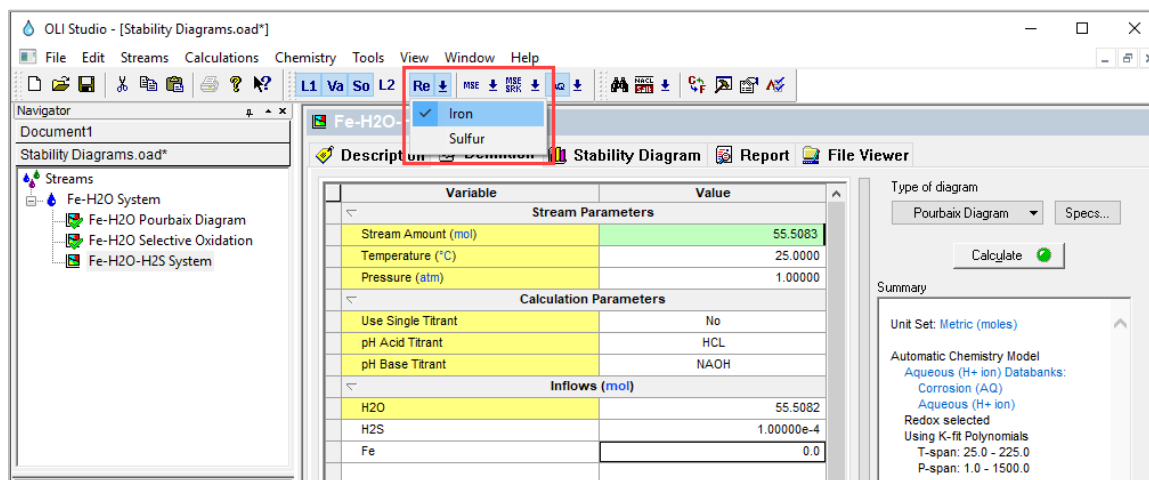 OLI Studio - [Stability Diagrams.oad*]
File Edit Streams Calculations Chemistry Tools View Window Help
L1 Va So L2 Re MSE MSE SRK AQ
Navigator
Document1
Stability Diagrams.oad*
Streams
Fe-H2O System
Fe-H2O Pourbaix Diagram
Fe-H2O Selective Oxidation
Fe-H2O-H2S System
Iron
Sulfur
Fe-H2O-
Description Definition Stability Diagram Report File Viewer
Variable Value
Stream Parameters
Stream Amount (mol) 55.5083
Temperature (°C) 25.0000
Pressure (atm) 1.00000
Calculation Parameters
Use Single Titrant No
pH Acid Titrant HCL
pH Base Titrant NAOH
Inflows (mol)
H2O 55.5082
H2S 1.00000e-4
Fe 0.0
Type of diagram
Pourbaix Diagram Specs...
Calculate
Summary
Unit Set: Metric (moles)
Automatic Chemistry Model
Aqueous (H+ ion) Databanks:
Corrosion (AQ)
Aqueous (H+ ion)
Redox selected
Using K-fit Polynomials
T-span: 25.0 - 225.0
P-span: 1.0 - 1500.0